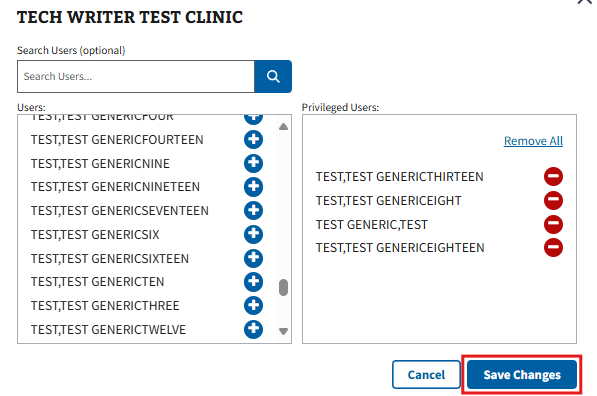 TECH WRITER TEST CLINIC
Search Users (optional)
Search Users...
Users:
TEST,TEST GENERICFOUR
TEST,TEST GENERICFOURTEEN
TEST,TEST GENERICNINE
TEST,TEST GENERICNINETEEN
TEST,TEST GENERICSEVENTEEN
TEST,TEST GENERICSIX
TEST,TEST GENERICSIXTEEN
TEST,TEST GENERICTEN
TEST,TEST GENERICTHREE
TEST,TEST GENERICTWELVE
Privileged Users:
Remove All
TEST,TEST GENERICTHIRTEEN
TEST,TEST GENERICEIGHT
TEST GENERIC,TEST
TEST,TEST GENERICEIGHTEEN
Cancel
Save Changes